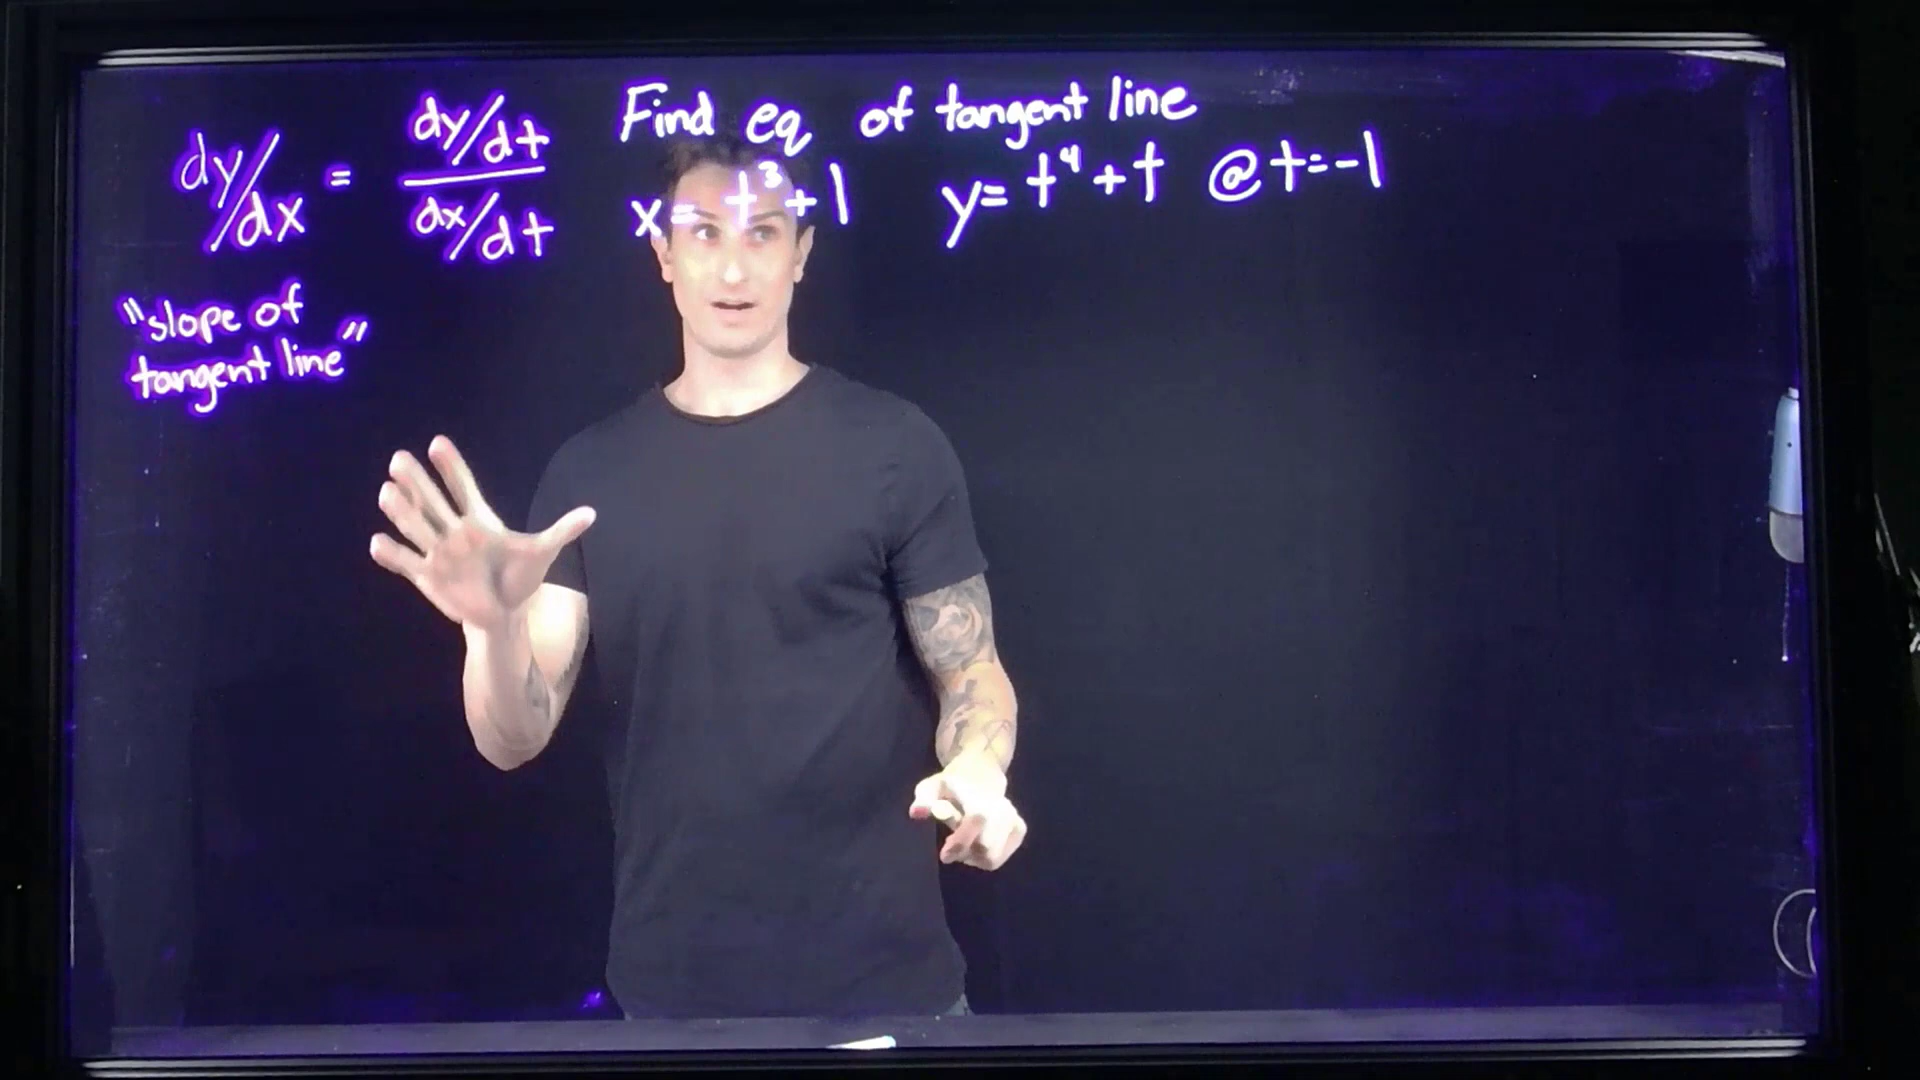 dy/dx = dy/dt / dx/dt
"slope of
tangent line"
Find eq of tangent line
x = t³ + 1 y = t⁴ + t @ t = -1